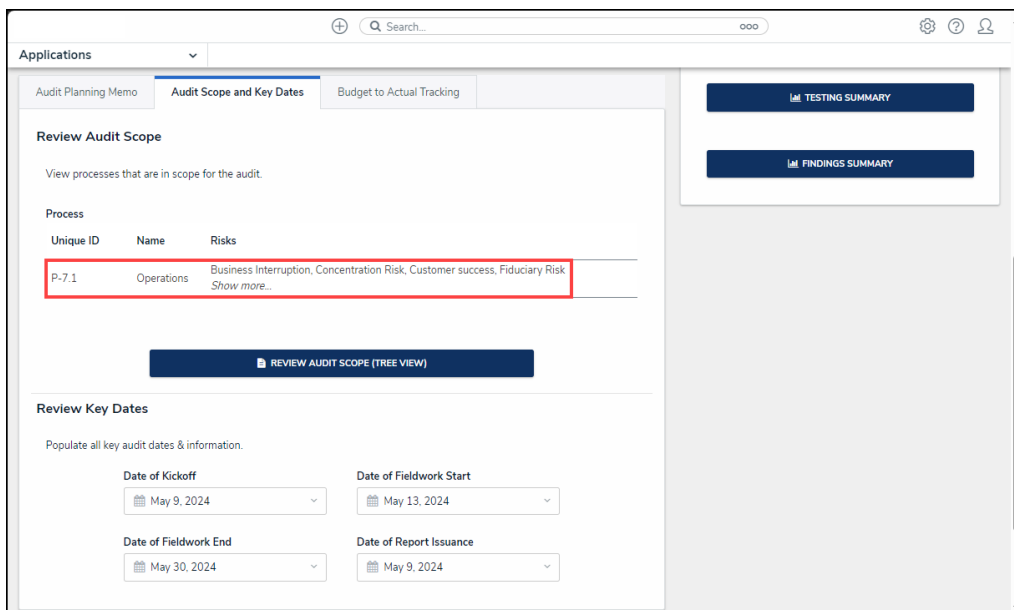 Search...
Applications
Audit Planning Memo
Audit Scope and Key Dates
Budget to Actual Tracking
TESTING SUMMARY
FINDINGS SUMMARY
Review Audit Scope
View processes that are in scope for the audit.
Process
Unique ID Name Risks
P-7.1 Operations Business Interruption, Concentration Risk, Customer success, Fiduciary Risk
Show more...
REVIEW AUDIT SCOPE (TREE VIEW)
Review Key Dates
Populate all key audit dates & information.
Date of Kickoff Date of Fieldwork Start
May 9, 2024 May 13, 2024
Date of Fieldwork End Date of Report Issuance
May 30, 2024 May 9, 2024